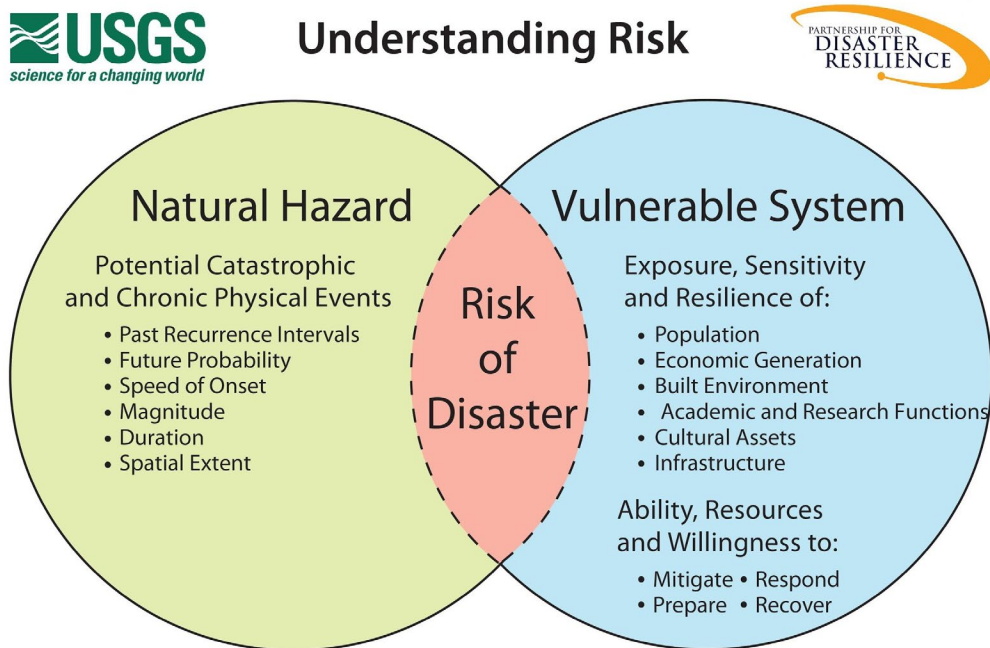 USGS
science for a changing world
Understanding Risk
PARTNERSHIP FOR
DISASTER
RESILIENCE
Natural Hazard
Potential Catastrophic
and Chronic Physical Events
• Past Recurrence Intervals
• Future Probability
• Speed of Onset
• Magnitude
• Duration
• Spatial Extent
Risk
of
Disaster
Vulnerable System
Exposure, Sensitivity
and Resilience of:
• Population
• Economic Generation
• Built Environment
• Academic and Research Functions
• Cultural Assets
• Infrastructure
Ability, Resources
and Willingness to:
• Mitigate • Respond
• Prepare • Recover